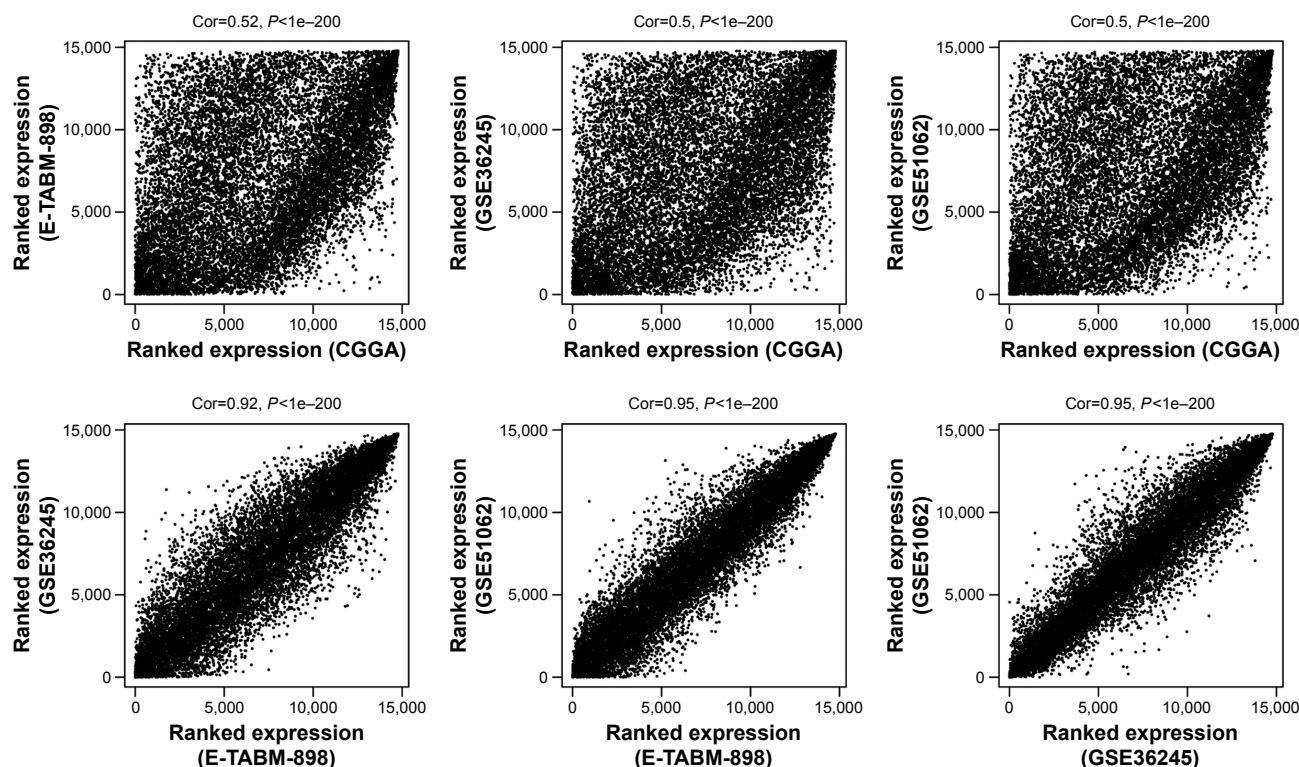 Cor=0.52, P<1e–200
Ranked expression
(E-TABM-898)
15,000
10,000
5,000
0
0 5,000 10,000 15,000
Ranked expression (CGGA)
Cor=0.5, P<1e–200
Ranked expression
(GSE36245)
15,000
10,000
5,000
0
0 5,000 10,000 15,000
Ranked expression (CGGA)
Cor=0.5, P<1e–200
Ranked expression
(GSE51062)
15,000
10,000
5,000
0
0 5,000 10,000 15,000
Ranked expression (CGGA)
Cor=0.92, P<1e–200
Ranked expression
(GSE36245)
15,000
10,000
5,000
0
0 5,000 10,000 15,000
Ranked expression
(E-TABM-898)
Cor=0.95, P<1e–200
Ranked expression
(GSE51062)
15,000
10,000
5,000
0
0 5,000 10,000 15,000
Ranked expression
(E-TABM-898)
Cor=0.95, P<1e–200
Ranked expression
(GSE51062)
15,000
10,000
5,000
0
0 5,000 10,000 15,000
Ranked expression
(GSE36245)